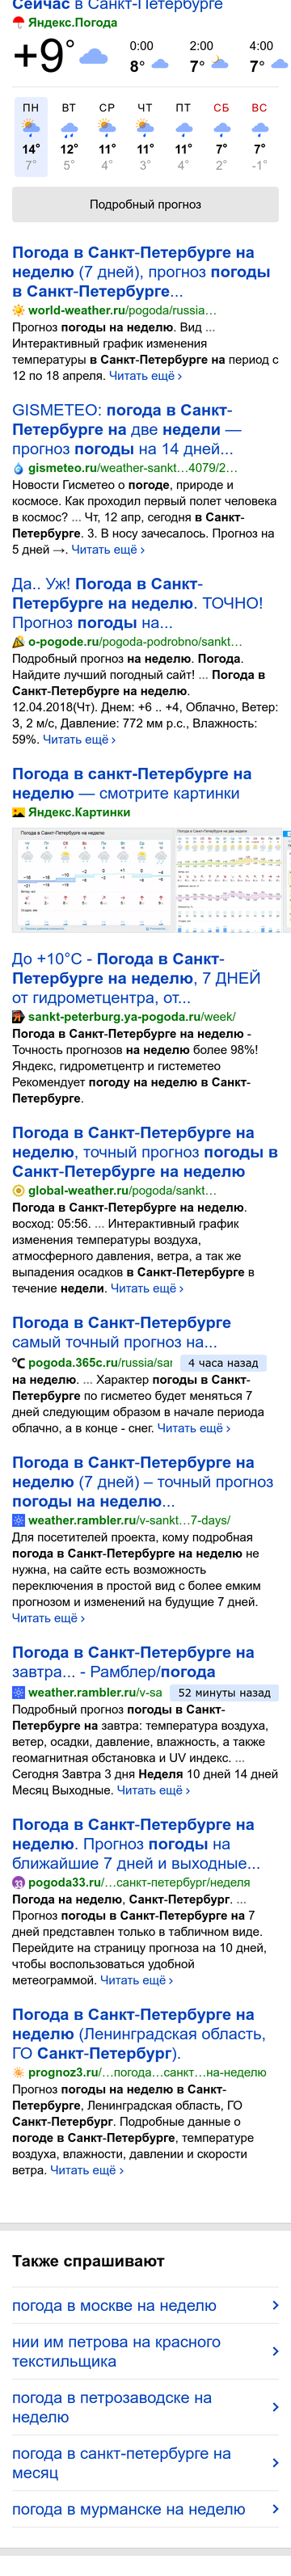 Сейчас в Санкт-Петербурге
Яндекс.Погода
+9°
0:00
2:00
4:00
8°
7°
7°
ПН
ВТ
СР
ЧТ
ПТ
СБ
ВС
14°
12°
11°
11°
11°
7°
7°
7°
5°
4°
3°
4°
2°
-1°
Подробный прогноз
Погода в Санкт-Петербурге на
неделю (7 дней), прогноз погоды
в Санкт-Петербурге...
world-weather.ru/pogoda/russia…
Прогноз погоды на неделю. Вид ...
Интерактивный график изменения
температуры в Санкт-Петербурге на период с
12 по 18 апреля. Читать ещё ›
GISMETEO: погода в Санкт-
Петербурге на две недели —
прогноз погоды на 14 дней...
gismeteo.ru/weather-sankt…4079/2…
Новости Гисметео о погоде, природе и
космосе. Как проходил первый полет человека
в космос? ... Чт, 12 апр, сегодня в Санкт-
Петербурге. 3. В носу зачесалось. Прогноз на
5 дней →. Читать ещё ›
Да.. Уж! Погода в Санкт-
Петербурге на неделю. ТОЧНО!
Прогноз погоды на...
o-pogode.ru/pogoda-podrobno/sankt…
Подробный прогноз на неделю. Погода.
Найдите лучший погодный сайт! ... Погода в
Санкт-Петербурге на неделю.
12.04.2018(Чт). Днем: +6 .. +4, Облачно, Ветер:
З, 2 м/с, Давление: 772 мм р.с., Влажность:
59%. Читать ещё ›
Погода в санкт-Петербурге на
неделю — смотрите картинки
Яндекс.Картинки
Погода в Санкт-Петербурге на неделю
До +10°C - Погода в Санкт-
Петербурге на неделю, 7 ДНЕЙ
от гидрометцентра, от...
sankt-peterburg.ya-pogoda.ru/week/
Погода в Санкт-Петербурге на неделю -
Точность прогнозов на неделю более 98%!
Яндекс, гидрометцентр и гистеметео
Рекомендует погоду на неделю в Санкт-
Петербурге.
Погода в Санкт-Петербурге на
неделю, точный прогноз погоды в
Санкт-Петербурге на неделю
global-weather.ru/pogoda/sankt…
Погода в Санкт-Петербурге на неделю.
восход: 05:56. ... Интерактивный график
изменения температуры воздуха,
атмосферного давления, ветра, а так же
выпадения осадков в Санкт-Петербурге в
течение недели. Читать ещё ›
Погода в Санкт-Петербурге
самый точный прогноз на...
pogoda.365c.ru/russia/sa
4 часа назад
на неделю. ... Характер погоды в Санкт-
Петербурге по гисметео будет меняться 7
дней следующим образом в начале периода
облачно, а в конце - снег. Читать ещё ›
Погода в Санкт-Петербурге на
неделю (7 дней) – точный прогноз
погоды на неделю...
weather.rambler.ru/v-sankt…7-days/
Для посетителей проекта, кому подробная
погода в Санкт-Петербурге на неделю не
нужна, на сайте есть возможность
переключения в простой вид с более емким
прогнозом и изменений на будущие 7 дней.
Читать ещё ›
Погода в Санкт-Петербурге на
завтра... - Рамблер/погода
weather.rambler.ru/v-sa
52 минуты назад
Подробный прогноз погоды в Санкт-
Петербурге на завтра: температура воздуха,
ветер, осадки, давление, влажность, а также
геомагнитная обстановка и UV индекс. ...
Сегодня Завтра 3 дня Неделя 10 дней 14 дней
Месяц Выходные. Читать ещё ›
Погода в Санкт-Петербурге на
неделю. Прогноз погоды на
ближайшие 7 дней и выходные...
33 pogoda33.ru/…санкт-петербург/неделя
Погода на неделю, Санкт-Петербург. ...
Прогноз погоды в Санкт-Петербурге на 7
дней представлен только в табличном виде.
Перейдите на страницу прогноза на 10 дней,
чтобы воспользоваться удобной
метеограммой. Читать ещё ›
Погода в Санкт-Петербурге на
неделю (Ленинградская область,
ГО Санкт-Петербург).
prognoz3.ru/…погода…санкт…на-неделю
Прогноз погоды на неделю в Санкт-
Петербурге, Ленинградская область, ГО
Санкт-Петербург. Подробные данные о
погоде в Санкт-Петербурге, температуре
воздуха, влажности, давлении и скорости
ветра. Читать ещё ›
Также спрашивают
погода в москве на неделю
нии им петрова на красного
текстильщика
погода в петрозаводске на
неделю
погода в санкт-петербурге на
месяц
погода в мурманске на неделю